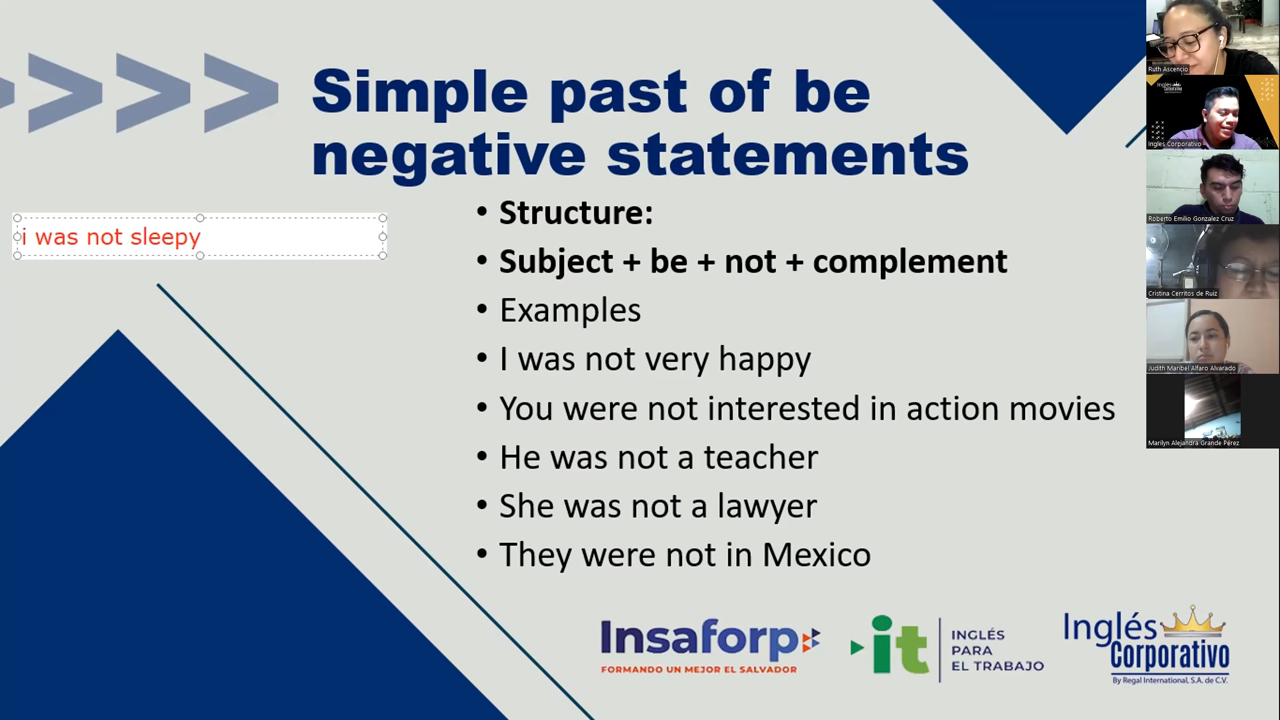 Simple past of be
negative statements
i was not sleepy
• Structure:
• Subject + be + not + complement
• Examples
• I was not very happy
• You were not interested in action movies
• He was not a teacher
• She was not a lawyer
• They were not in Mexico
Insaforp
FORMANDO UN MEJOR EL SALVADOR
it
INGLÉS
PARA
EL TRABAJO
Inglés
Corporativo
By Regal International, S.A. de C.V.
Ruth Ascencio
Ingles Corporativo
Roberto Emilio Gonzalez Cruz
Cristina Cerritos de Ruiz
Judith Maribel Alfaro Alvarado
Marilyn Alejandra Grande Pérez